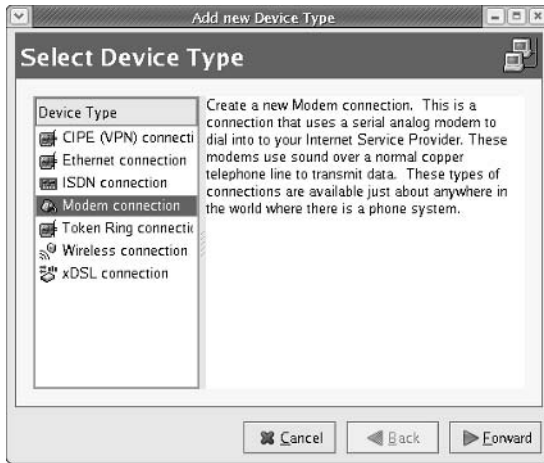 Add new Device Type
Select Device Type
Device Type
CIPE (VPN) connecti
Ethernet connection
ISDN connection
Modem connection
Token Ring connectic
Wireless connection
xDSL connection
Create a new Modem connection. This is a
connection that uses a serial analog modem to
dial into to your Internet Service Provider. These
modems use sound over a normal copper
telephone line to transmit data. These types of
connections are available just about anywhere in
the world where there is a phone system.
Cancel
Back
Forward